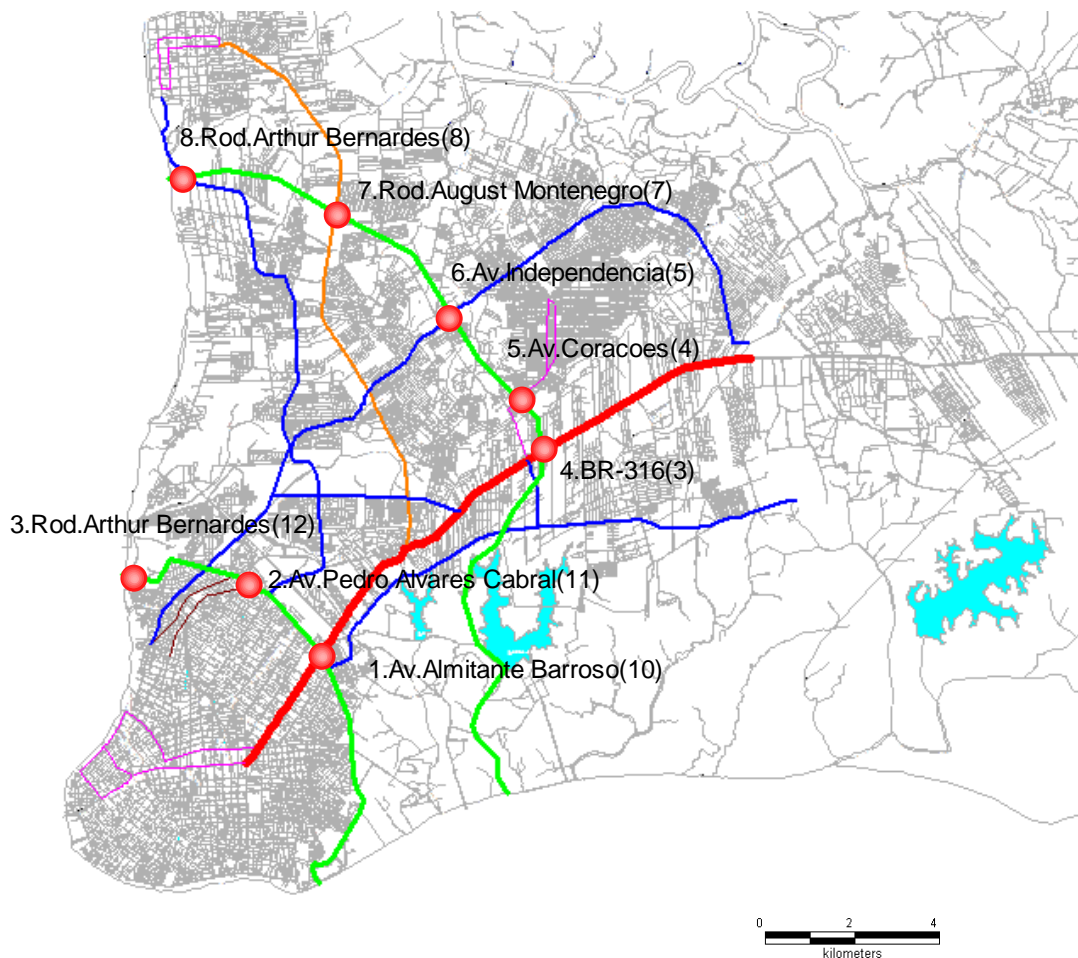 8.Rod.Arthur Bernardes(8)
7.Rod.August Montenegro(7)
6.Av.Independencia(5)
5.Av.Coracoes(4)
4.BR-316(3)
3.Rod.Arthur Bernardes(12)
2.Av.Pedro Alvares Cabral(11)
1.Av.Almitante Barroso(10)
0 2 4
kilometers